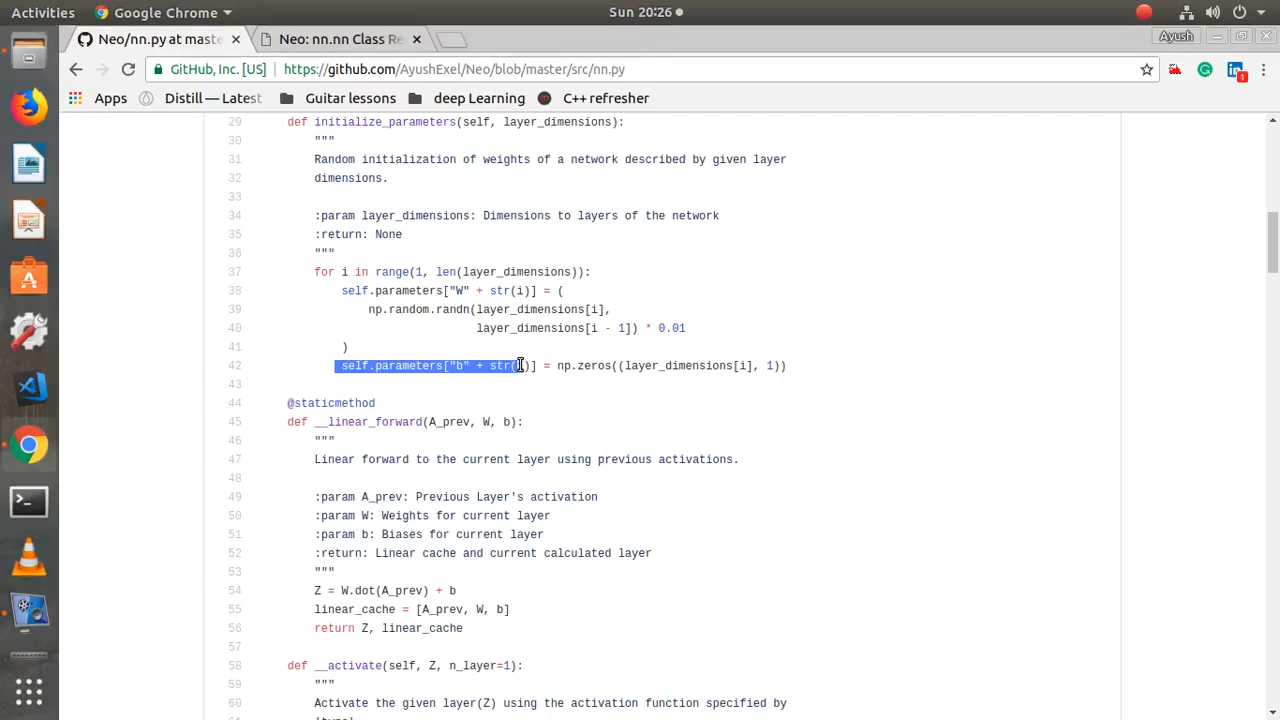 Activities Google Chrome Sun 20:26
Neo/nn.py at maste Neo: nn.nn Class Re Ayush
GitHub, Inc. [US] https://github.com/AyushExel/Neo/blob/master/src/nn.py 1
Apps Distill — Latest Guitar lessons deep Learning C++ refresher
29 def initialize_parameters(self, layer_dimensions):
30 """
31 Random initialization of weights of a network described by given layer
32 dimensions.
33
34 :param layer_dimensions: Dimensions to layers of the network
35 :return: None
36 """
37 for i in range(1, len(layer_dimensions)):
38 self.parameters["W" + str(i)] = (
39 np.random.randn(layer_dimensions[i],
40 layer_dimensions[i - 1]) * 0.01
41 )
42 self.parameters["b" + str(i)] = np.zeros((layer_dimensions[i], 1))
43
44 @staticmethod
45 def __linear_forward(A_prev, W, b):
46 """
47 Linear forward to the current layer using previous activations.
48
49 :param A_prev: Previous Layer's activation
50 :param W: Weights for current layer
51 :param b: Biases for current layer
52 :return: Linear cache and current calculated layer
53 """
54 Z = W.dot(A_prev) + b
55 linear_cache = [A_prev, W, b]
56 return Z, linear_cache
57
58 def __activate(self, Z, n_layer=1):
59 """
60 Activate the given layer(Z) using the activation function specified by